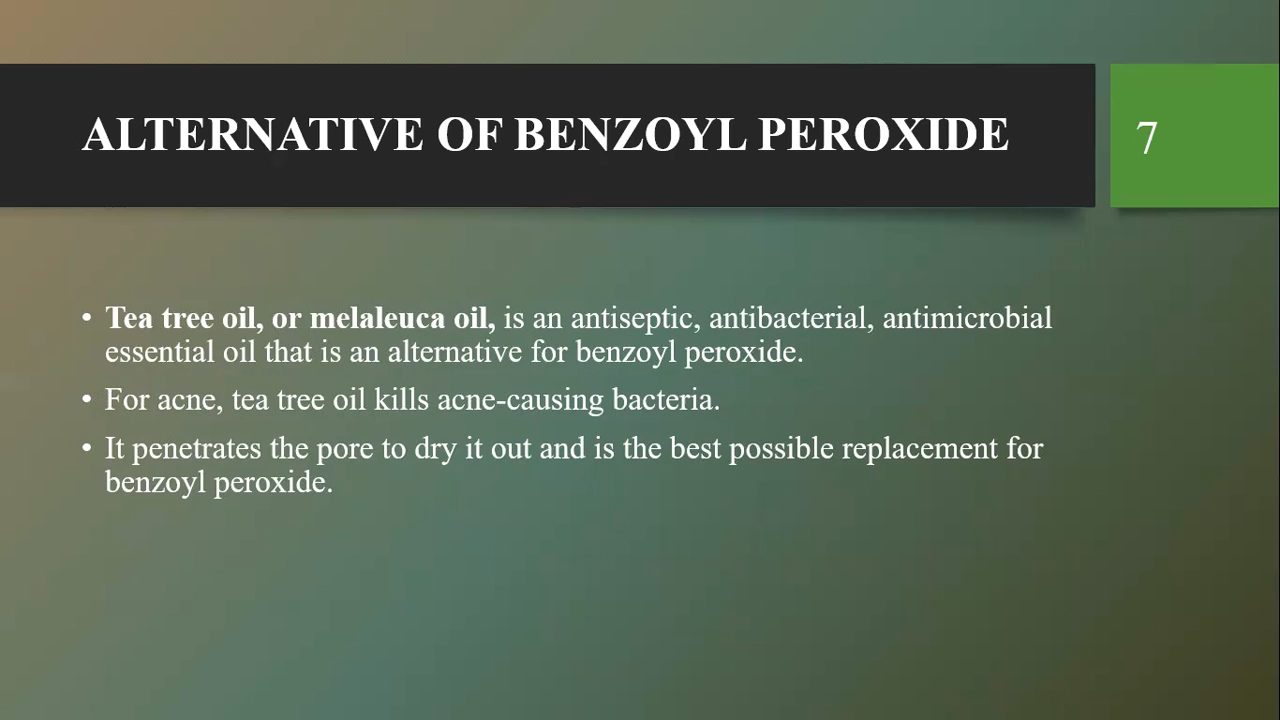 ALTERNATIVE OF BENZOYL PEROXIDE
7
• Tea tree oil, or melaleuca oil, is an antiseptic, antibacterial, antimicrobial
essential oil that is an alternative for benzoyl peroxide.
• For acne, tea tree oil kills acne-causing bacteria.
• It penetrates the pore to dry it out and is the best possible replacement for
benzoyl peroxide.